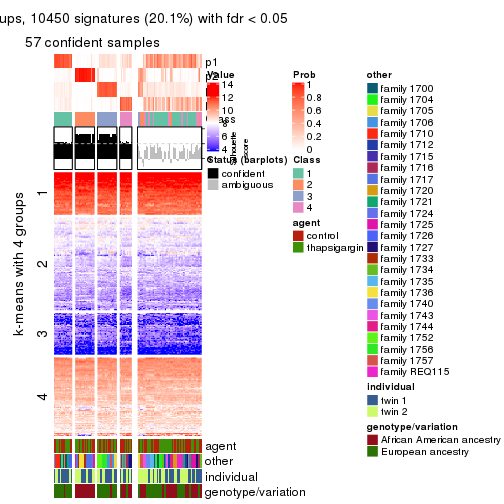 ups, 10450 signatures (20.1%) with fdr < 0.05
57 confident samples
p1
p2
k-means with 4 groups
1
2
3
4
agent
other
individual
genotype/variation
Value
14
12
10
8
6
4
Status (barplots)
confident
ambiguous
Prob
1
0.8
0.6
0.4
0.2
0
Class
1
2
3
4
agent
control
thapsigargin
other
family 1700
family 1704
family 1705
family 1706
family 1710
family 1712
family 1715
family 1716
family 1717
family 1720
family 1721
family 1724
family 1725
family 1726
family 1727
family 1733
family 1734
family 1735
family 1736
family 1740
family 1743
family 1744
family 1752
family 1756
family 1757
family REQ115
individual
twin 1
twin 2
genotype/variation
African American ancestry
European ancestry